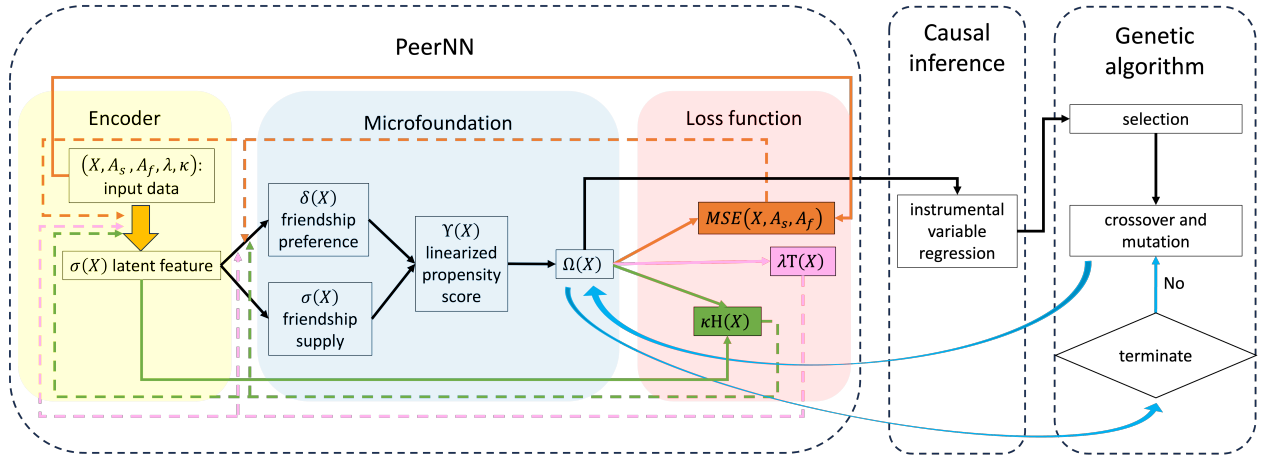 PeerNN
Causal
inference
Genetic
algorithm
Encoder
Microfoundation
Loss function
(X, A_s, A_f, λ, κ):
input data
σ(X) latent feature
δ(X)
friendship
preference
σ(X)
friendship
supply
ϒ(X)
linearized
propensity
score
Ω(X)
MSE(X, A_s, A_f)
λT(X)
κH(X)
instrumental
variable
regression
selection
crossover and
mutation
No
terminate